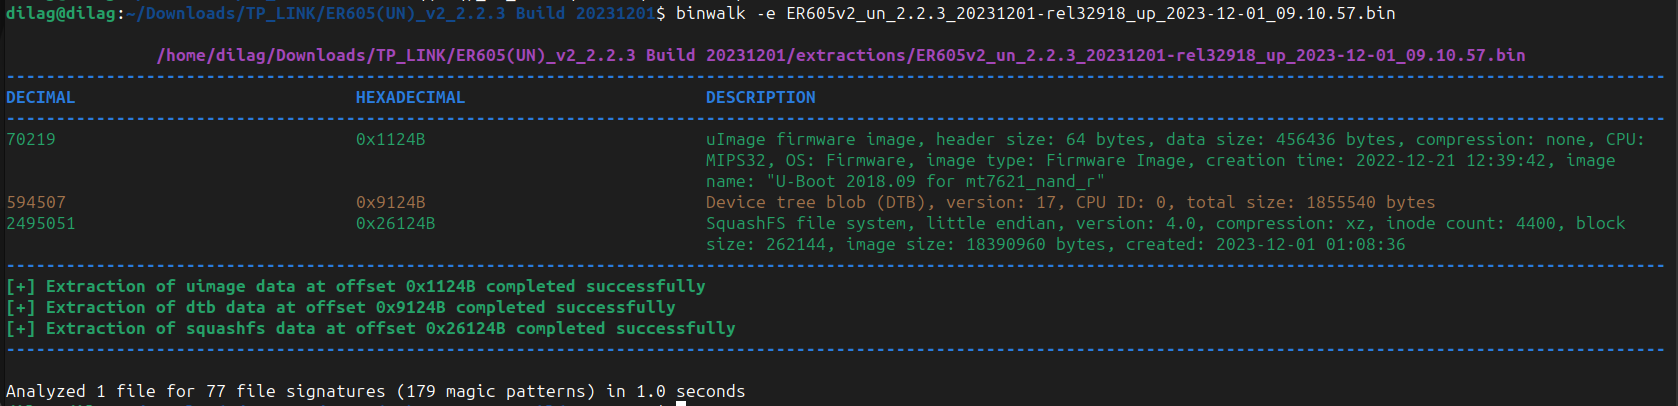 dilag@dilag:~/Downloads/TP_LINK/ER605(UN)_v2_2.2.3 Build 20231201$ binwalk -e ER605v2_un_2.2.3_20231201-rel32918_up_2023-12-01_09.10.57.bin
/home/dilag/Downloads/TP_LINK/ER605(UN)_v2_2.2.3 Build 20231201/extractions/ER605v2_un_2.2.3_20231201-rel32918_up_2023-12-01_09.10.57.bin
DECIMAL HEXADECIMAL DESCRIPTION
70219 0x1124B uImage firmware image, header size: 64 bytes, data size: 456436 bytes, compression: none, CPU:
MIPS32, OS: Firmware, image type: Firmware Image, creation time: 2022-12-21 12:39:42, image
name: "U-Boot 2018.09 for mt7621_nand_r"
594507 0x9124B Device tree blob (DTB), version: 17, CPU ID: 0, total size: 1855540 bytes
2495051 0x26124B SquashFS file system, little endian, version: 4.0, compression: xz, inode count: 4400, block
size: 262144, image size: 18390960 bytes, created: 2023-12-01 01:08:36
[+] Extraction of uimage data at offset 0x1124B completed successfully
[+] Extraction of dtb data at offset 0x9124B completed successfully
[+] Extraction of squashfs data at offset 0x26124B completed successfully
Analyzed 1 file for 77 file signatures (179 magic patterns) in 1.0 seconds